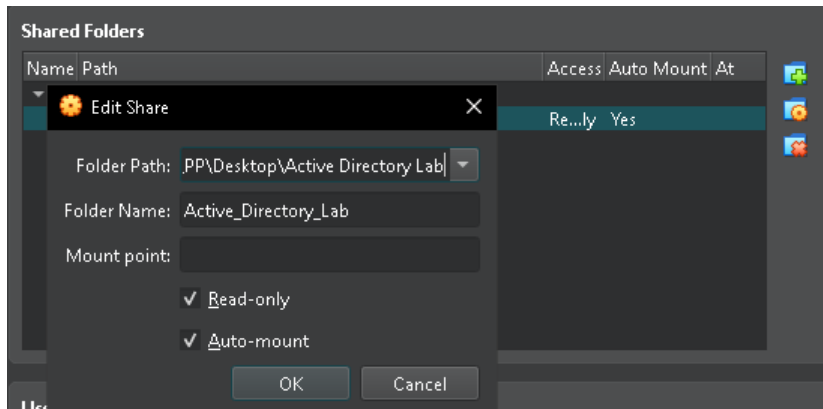 Shared Folders
Name Path Access Auto Mount At
Edit Share
Re...ly Yes
Folder Path: PP\Desktop\Active Directory Lab
Folder Name: Active_Directory_Lab
Mount point:
Read-only
Auto-mount
OK Cancel